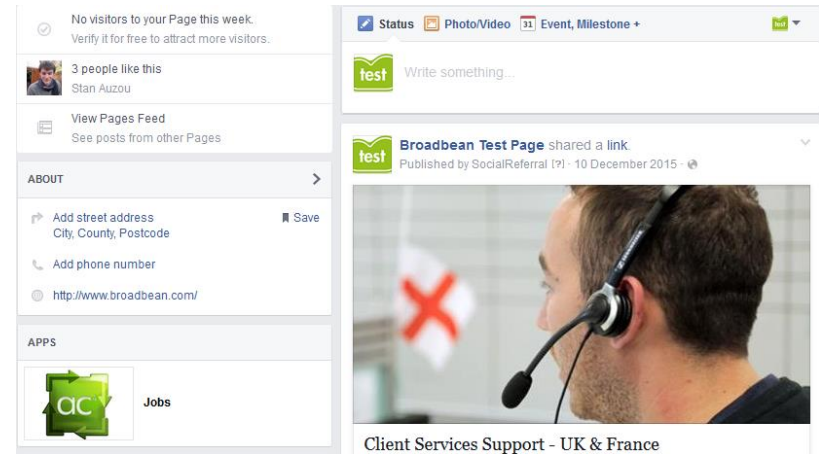 No visitors to your Page this week.
Verify it for free to attract more visitors.
3 people like this
Stan Auzou
View Pages Feed
See posts from other Pages
ABOUT
Add street address
City, County, Postcode
Save
Add phone number
http://www.broadbean.com/
APPS
ac
Jobs
Status
Photo/Video
31
Event, Milestone +
test
test
Write something...
test
Broadbean Test Page shared a link.
Published by SocialReferral [?] · 10 December 2015 ·
Client Services Support - UK & France